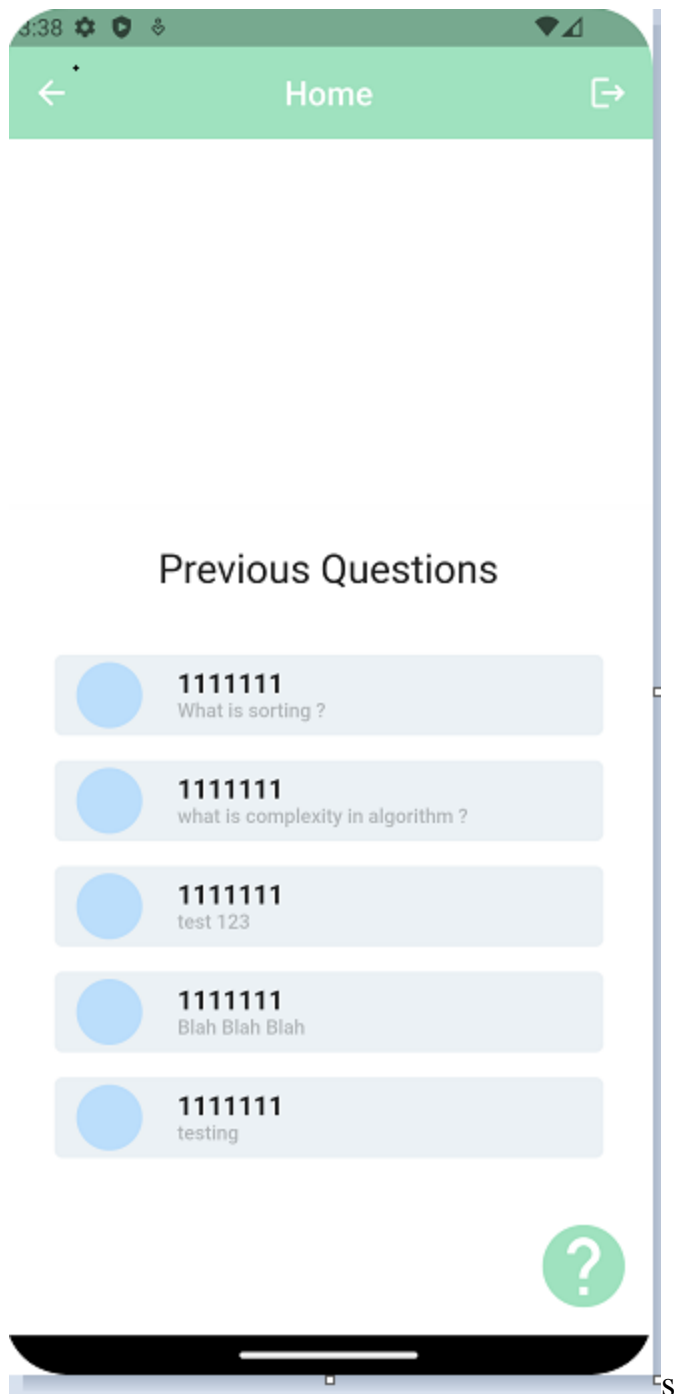 3:38
Home
Previous Questions
1111111
What is sorting ?
1111111
what is complexity in algorithm ?
1111111
test 123
1111111
Blah Blah Blah
1111111
testing
?
s